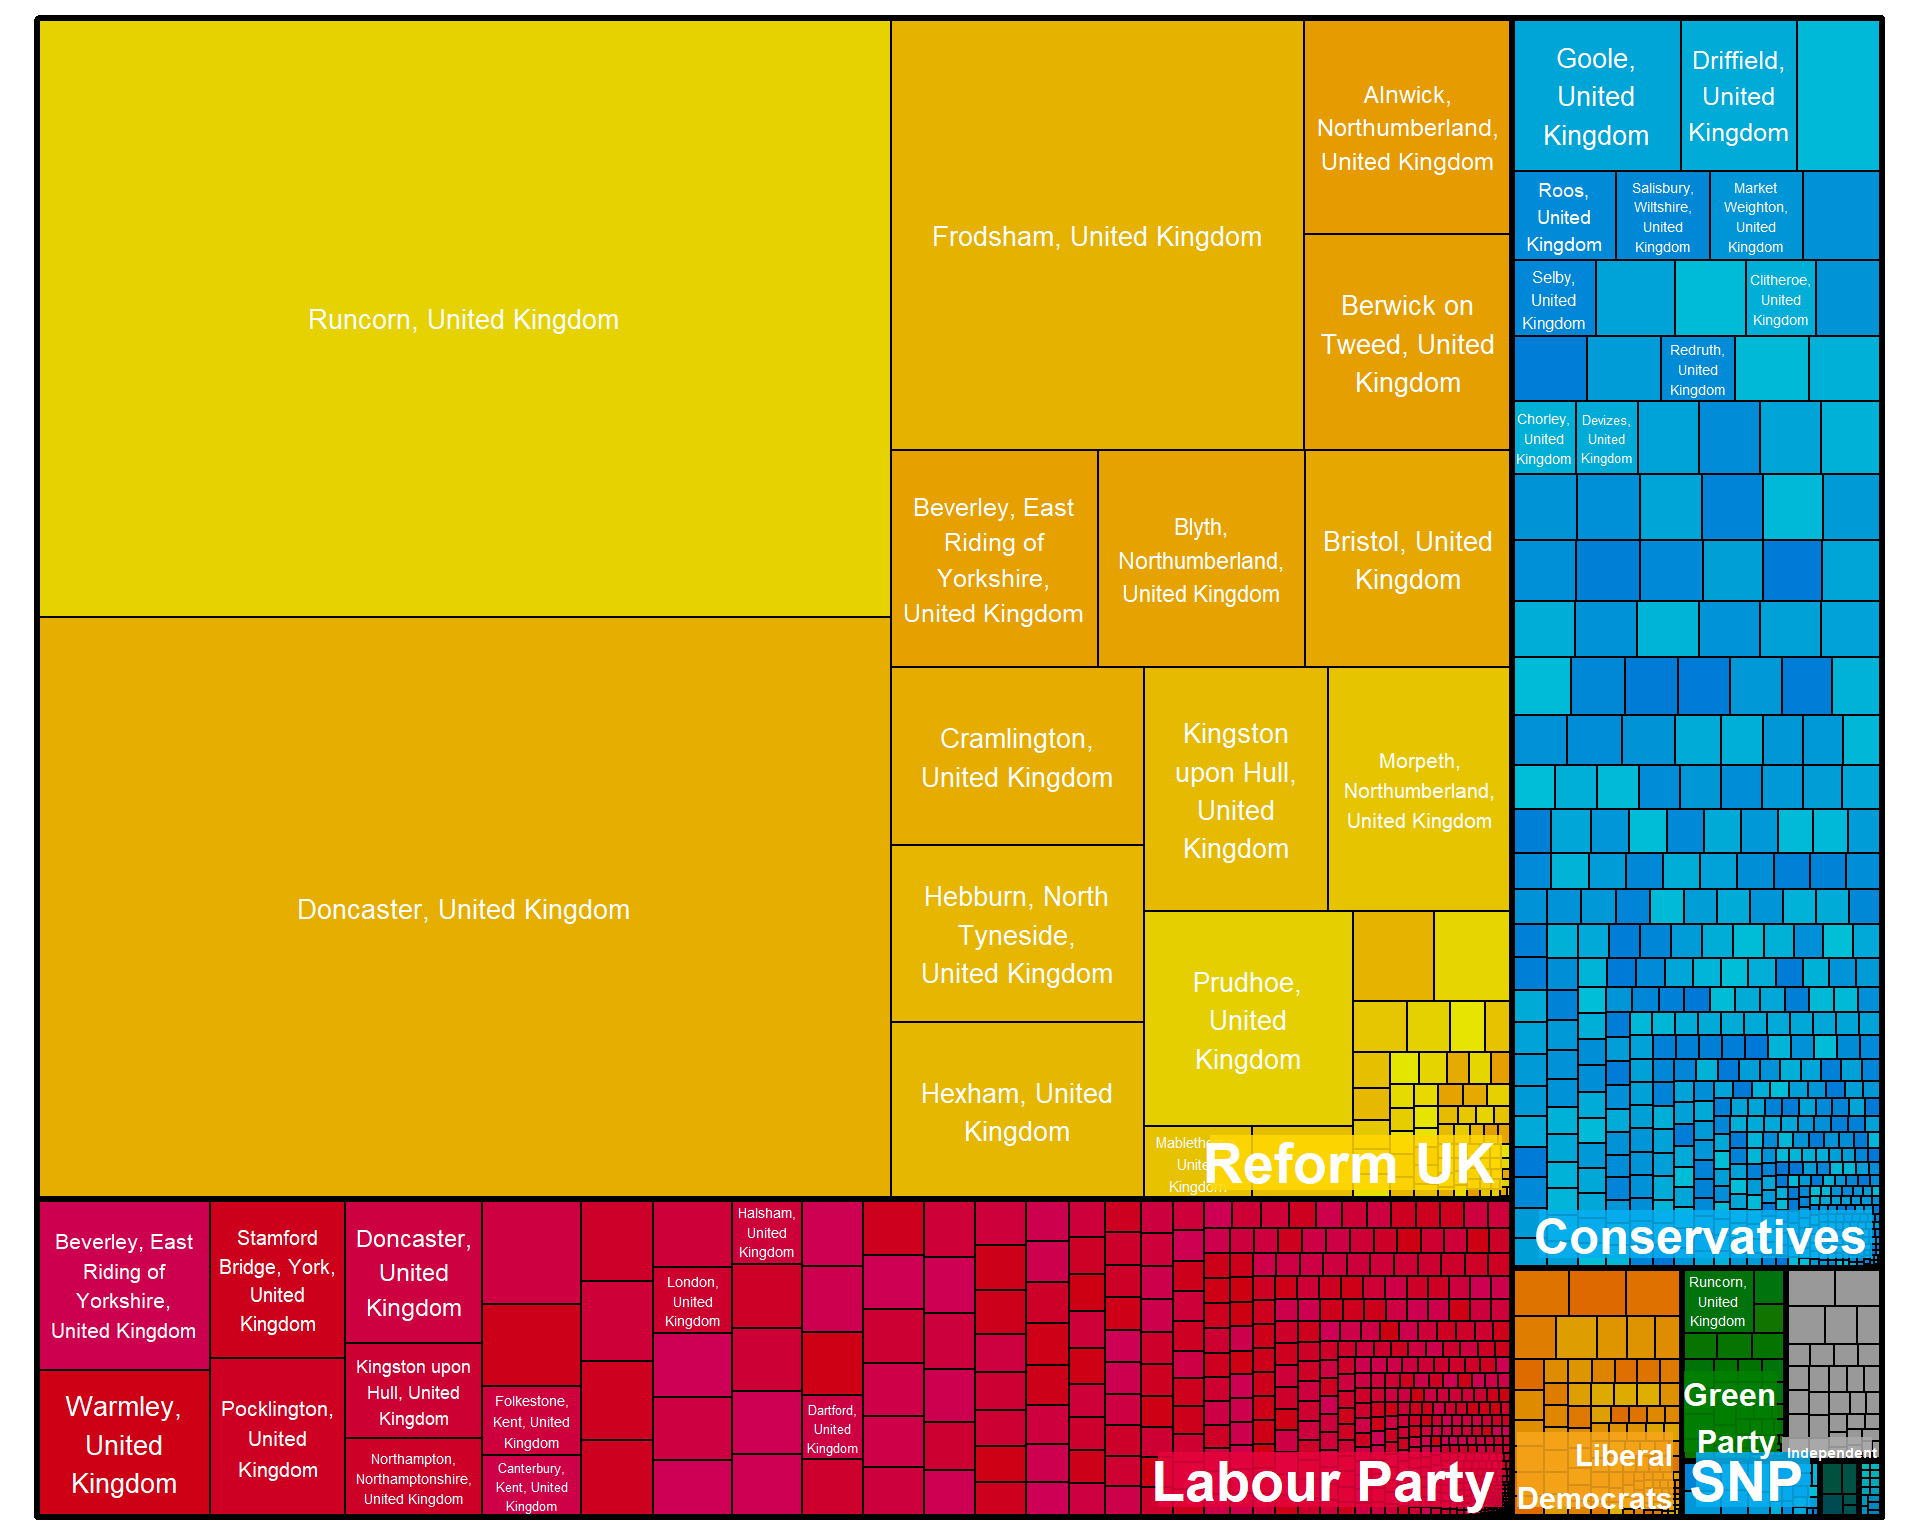 Runcorn, United Kingdom
Doncaster, United Kingdom
Frodsham, United Kingdom
Alnwick,
Northumberland,
United Kingdom
Berwick on
Tweed, United
Kingdom
Beverley, East
Riding of
Yorkshire,
United Kingdom
Blyth,
Northumberland,
United Kingdom
Bristol, United
Kingdom
Cramlington,
United Kingdom
Hebburn, North
Tyneside,
United Kingdom
Hexham, United
Kingdom
Kingston
upon Hull,
United
Kingdom
Morpeth,
Northumberland,
United Kingdom
Prudhoe,
United
Kingdom
Reform UK
Goole,
United
Kingdom
Driffield,
United
Kingdom
Roos,
United
Kingdom
Salisbury,
Wiltshire,
United
Kingdom
Market
Weighton,
United
Kingdom
Selby,
United
Kingdom
Clitheroe,
United
Kingdom
Redruth,
United
Kingdom
Chorley,
United
Kingdom
Devizes,
United
Kingdom
Conservatives
Beverley, East
Riding of
Yorkshire,
United Kingdom
Warmley,
United
Kingdom
Stamford
Bridge, York,
United
Kingdom
Pocklington,
United
Kingdom
Doncaster,
United
Kingdom
Kingston upon
Hull, United
Kingdom
Northampton,
Northamptonshire,
United Kingdom
Folkestone,
Kent, United
Kingdom
Canterbury,
Kent, United
Kingdom
London,
United
Kingdom
Halsham,
United
Kingdom
Dartford,
United
Kingdom
Labour Party
Liberal
Democrats
Runcorn,
United
Kingdom
Green
Party
Independent
SNP